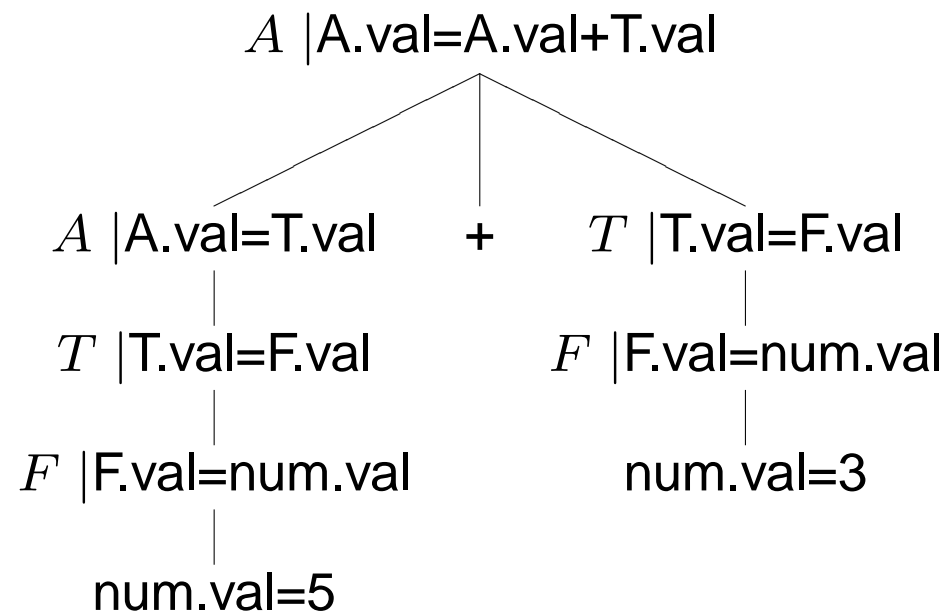 A |A.val=A.val+T.val
A |A.val=T.val + T |T.val=F.val
T |T.val=F.val F |F.val=num.val
F |F.val=num.val num.val=3
num.val=5